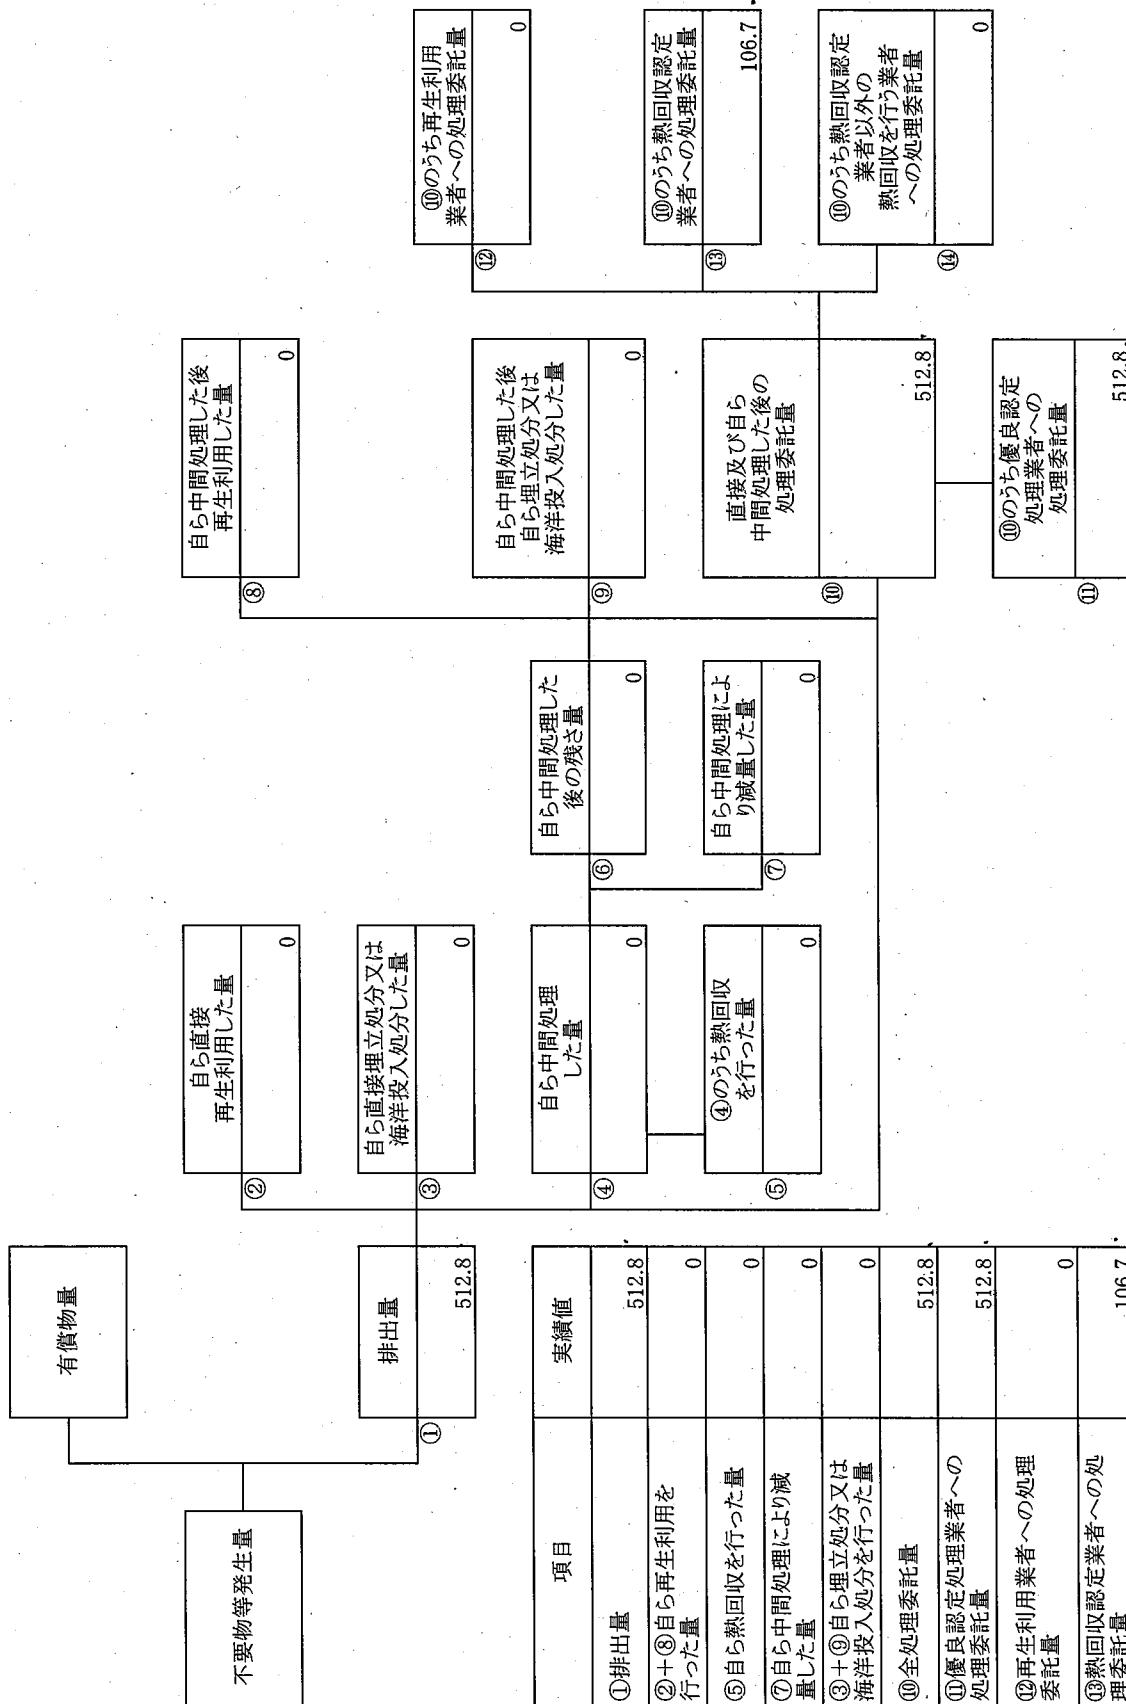 有償物量
不要物等発生量
①
排出量
512.8
②
自ら直接
再生利用した量
0
③
自ら直接埋立処分又は
海洋投入処分した量
0
④
自ら中間処理
した量
0
⑤
④のうち熱回収
を行った量
0
⑥
自ら中間処理した
後の残さ量
0
⑦
自ら中間処理によ
り減量した量
0
⑧
自ら中間処理した後
再生利用した量
0
⑨
自ら中間処理した後
自ら埋立処分又は
海洋投入処分した量
0
⑩
直接及び自ら
中間処理した後の
処理委託量
512.8
⑪
⑩のうち優良認定
処理業者への
処理委託量
512.8
⑫
⑩のうち再生利用
業者への処理委託量
0
⑬
⑩のうち熱回収認定
業者への処理委託量
106.7
⑭
⑩のうち熱回収認定
業者以外の
熱回収を行う業者
への処理委託量
0
項目 実績値
①排出量 512.8
②+⑧自ら再生利用を
行った量 0
⑤自ら熱回収を行った量 0
⑦自ら中間処理により減
量した量 0
③+⑨自ら埋立処分又は
海洋投入処分を行った量 0
⑩全処理委託量 512.8
⑪優良認定処理業者への
処理委託量 512.8
⑫再生利用業者への処理
委託量 0
⑬熱回収認定業者への処
理委託量 106.7